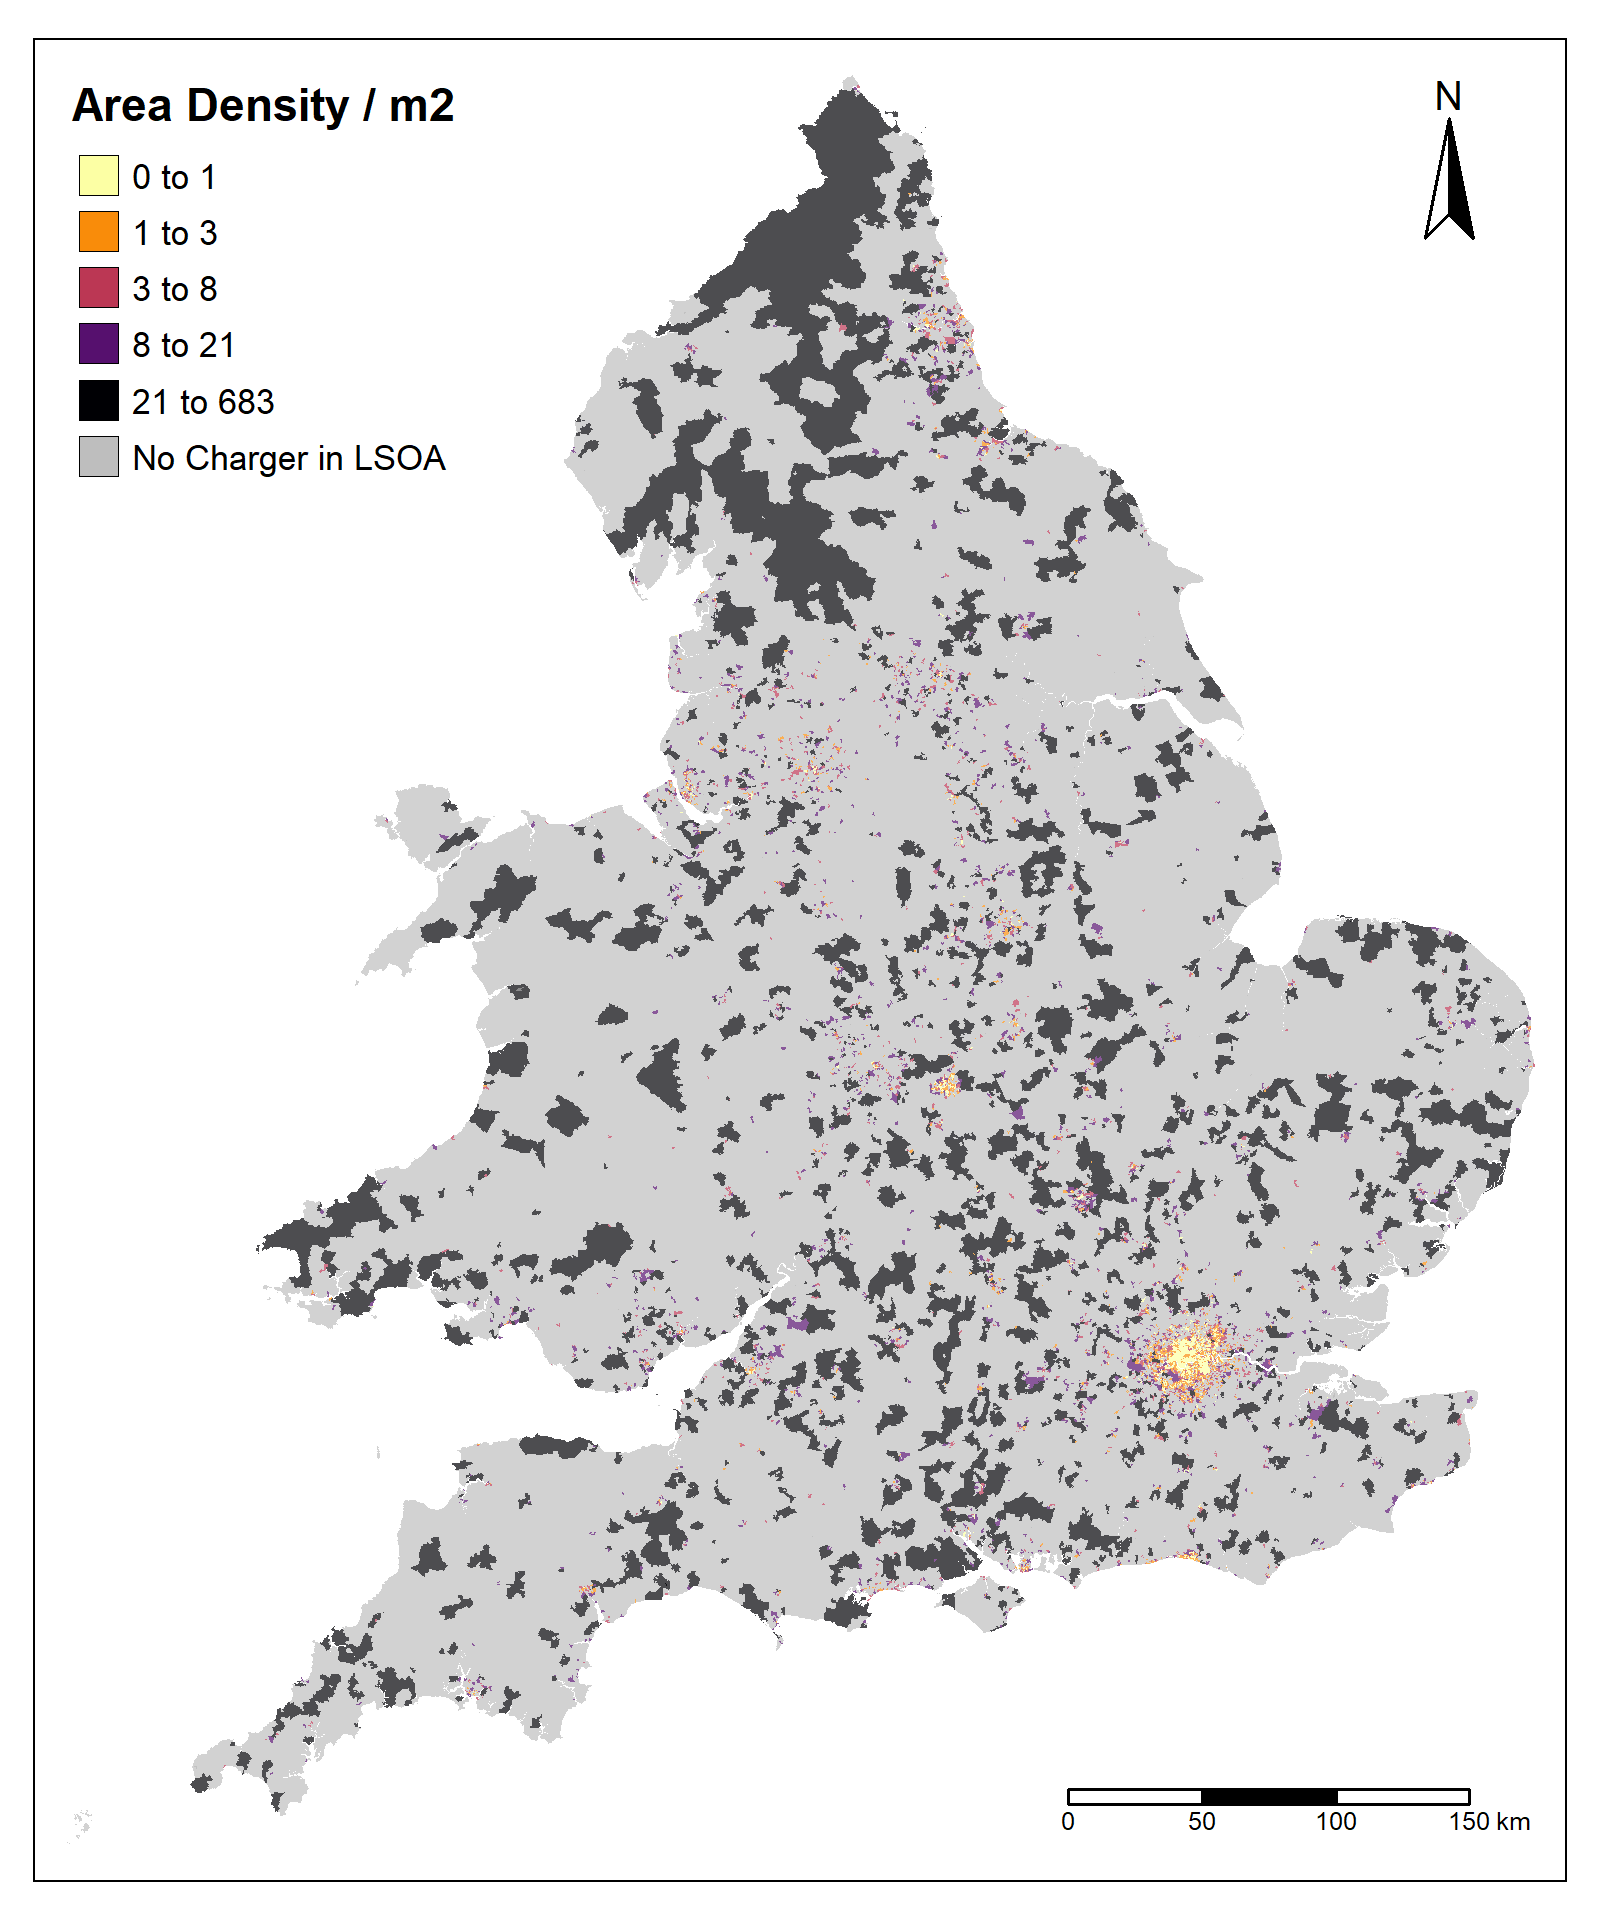 Area Density / m2
0 to 1
1 to 3
3 to 8
8 to 21
21 to 683
No Charger in LSOA
N
0 50 100 150 km